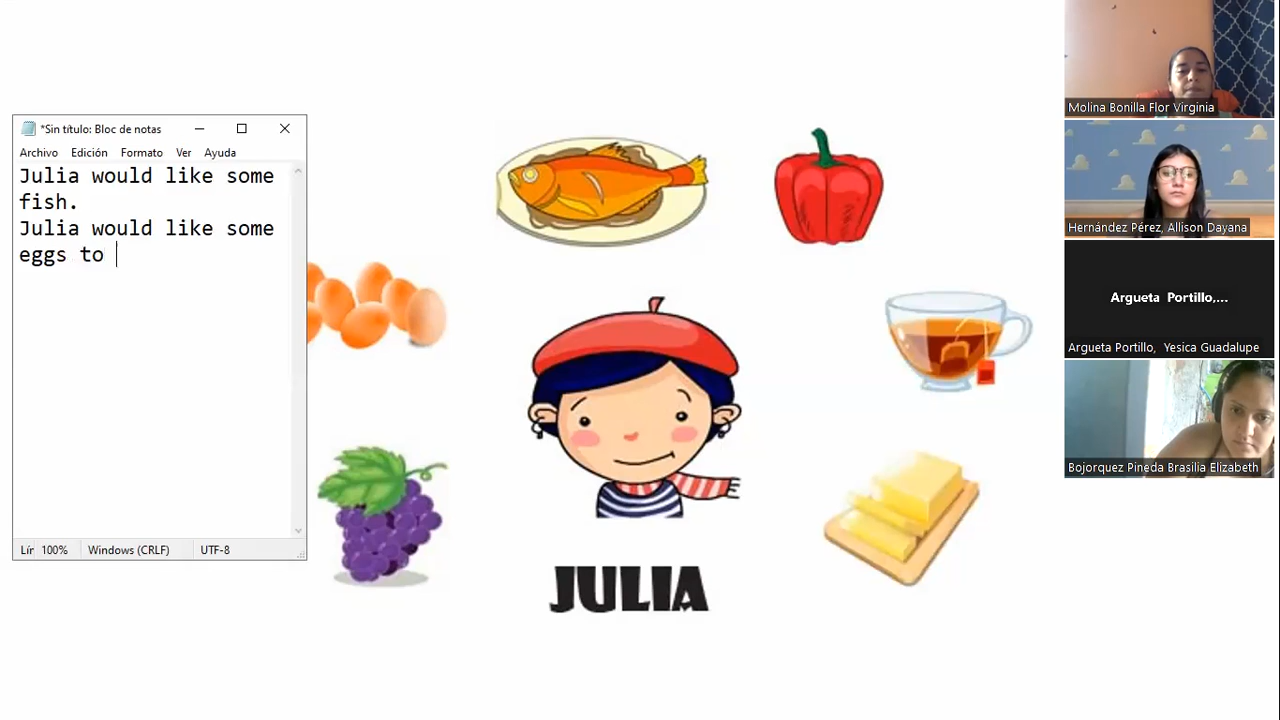 *Sin título: Bloc de notas
Archivo Edición Formato Ver Ayuda
Julia would like some
fish.
Julia would like some
eggs to
Lír 100% Windows (CRLF) UTF-8
JULIA
Molina Bonilla Flor Virginia
Hernández Pérez, Allison Dayana
Argueta Portillo,...
Argueta Portillo, Yesica Guadalupe
Bojorquez Pineda Brasilia Elizabeth